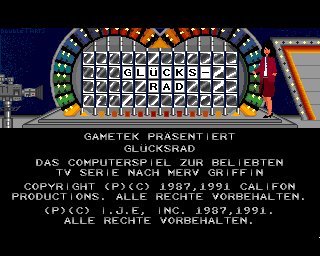 GLÜCKS-
RAD
GAMETEK PRÄSENTIERT
GLÜCKSRAD
DAS COMPUTERSPIEL ZUR BELIEBTEN
TV SERIE NACH MERV GRIFFIN
COPYRIGHT (P)(C) 1987,1991 CALIFON
PRODUCTIONS. ALLE RECHTE VORBEHALTEN.
(P)(C) I.J.E, INC. 1987,1991.
ALLE RECHTE VORBEHALTEN.